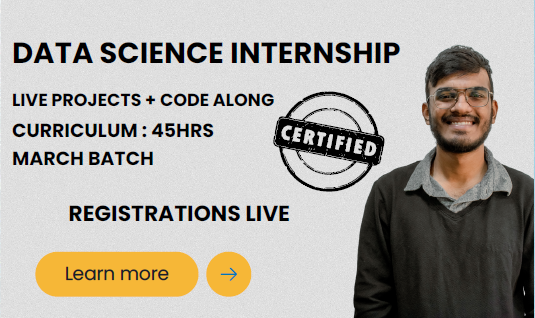 DATA SCIENCE INTERNSHIP
LIVE PROJECTS + CODE ALONG
CURRICULUM : 45HRS
MARCH BATCH
CERTIFIED
REGISTRATIONS LIVE
Learn more